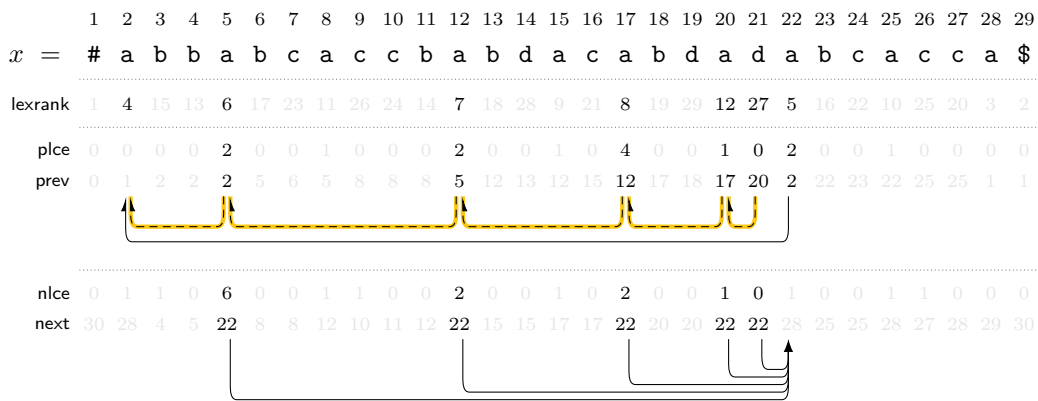 1 2 3 4 5 6 7 8 9 10 11 12 13 14 15 16 17 18 19 20 21 22 23 24 25 26 27 28 29
x = # a b b a b c a c c b a b d a c a b d a d a b c a c c a $
lexrank 1 4 15 13 6 17 23 11 26 24 14 7 18 28 9 21 8 19 29 12 27 5 16 22 10 25 20 3 2
plce 0 0 0 0 2 0 0 1 0 0 0 2 0 0 1 0 4 0 0 1 0 2 0 0 1 0 0 0 0
prev 0 1 2 2 2 5 6 5 8 8 8 5 12 13 12 15 12 17 18 17 20 2 22 23 22 25 25 1 1
nlce 0 1 1 0 6 0 0 1 1 0 0 2 0 0 1 0 2 0 0 1 0 1 0 0 1 1 0 0 0
next 30 28 4 5 22 8 8 12 10 11 12 22 15 15 17 17 22 20 20 22 22 28 25 25 28 27 28 29 30